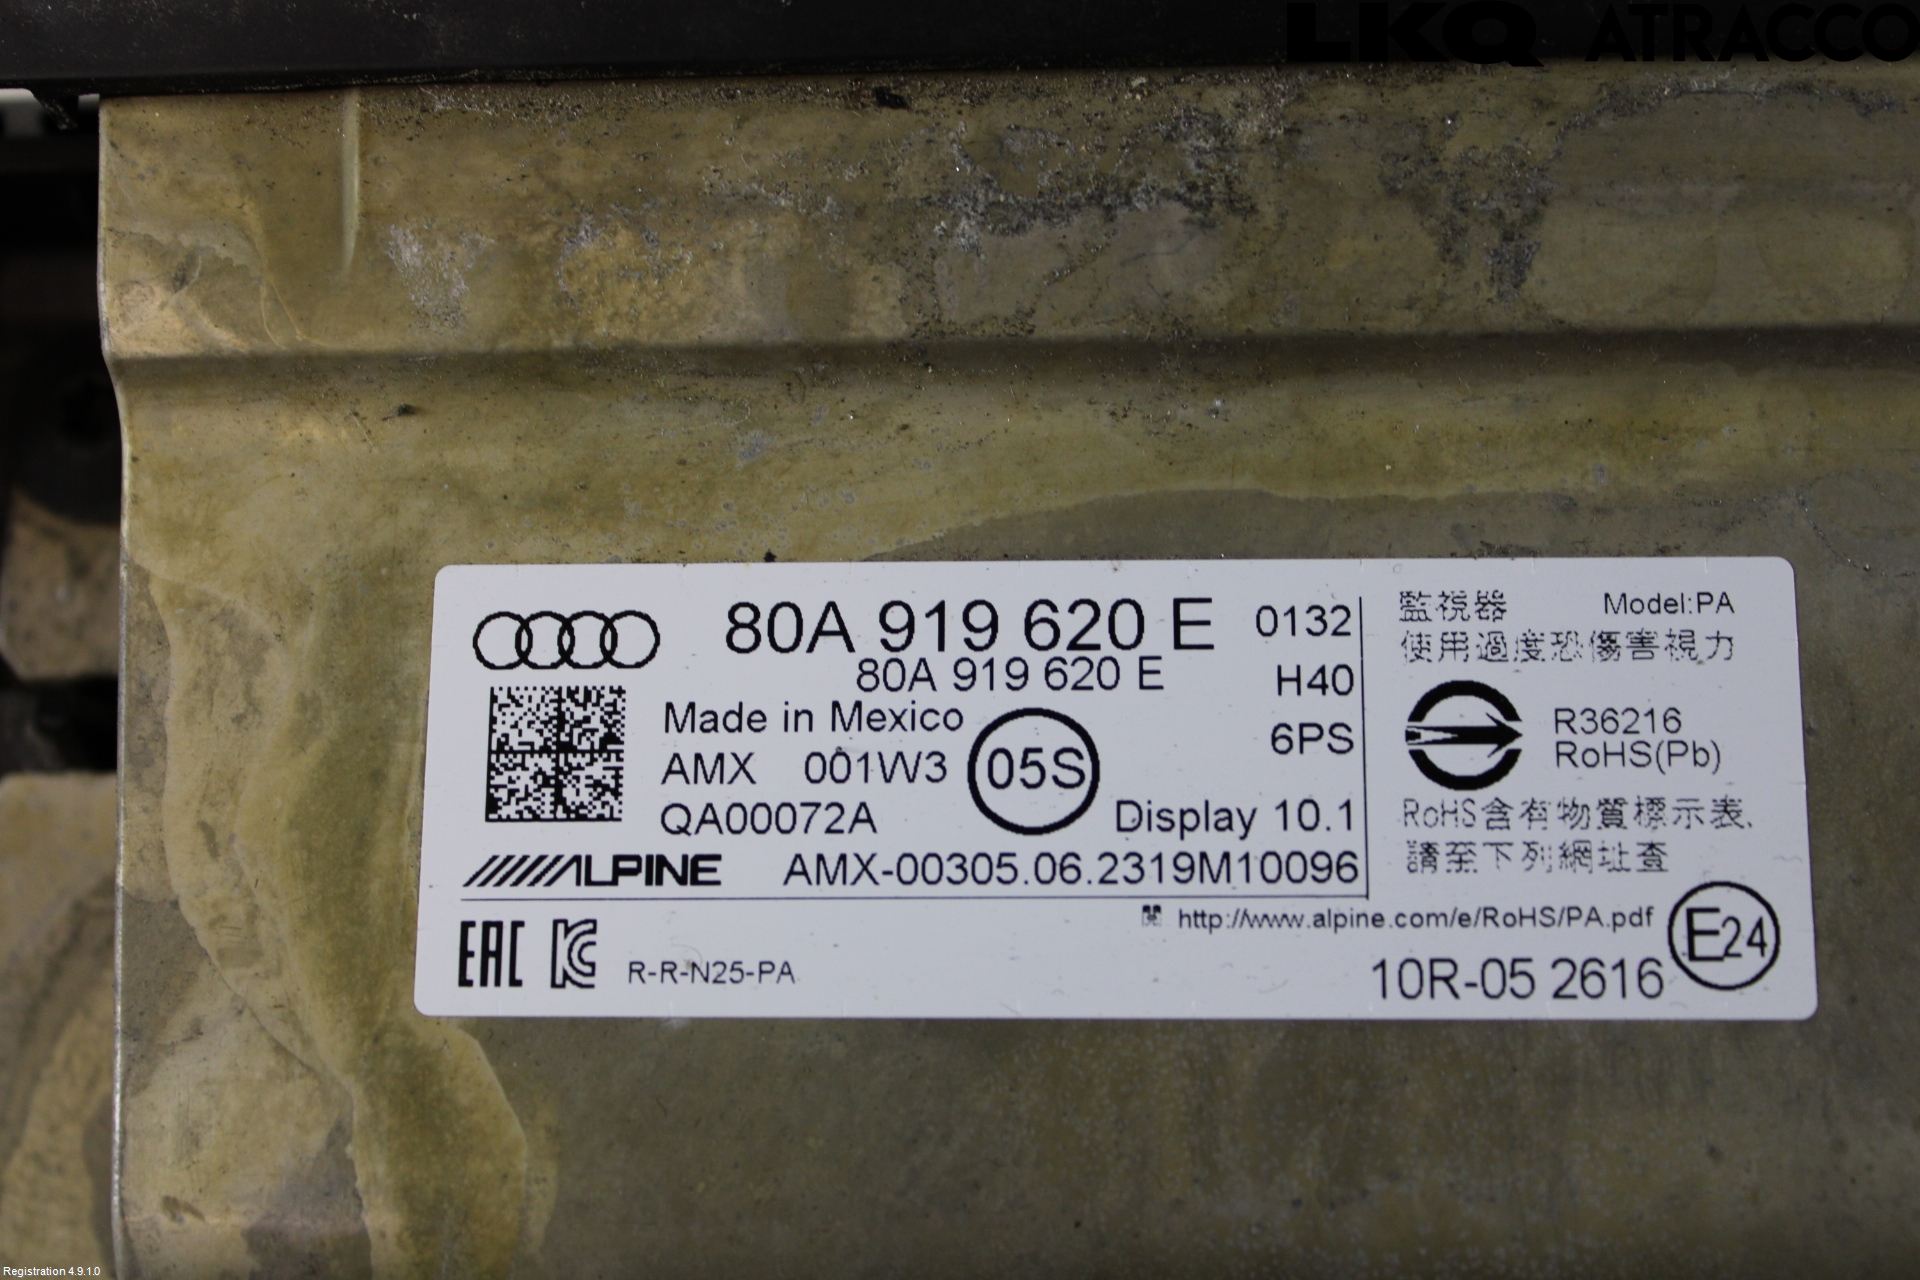 LKQ ATRACCO
80A 919 620 E 0132
80A 919 620 E H40
Made in Mexico 6PS
AMX 001W3 05S
QA00072A Display 10.1
ALPINE AMX-00305.06.2319M10096
監視器 Model:PA
使用過度恐傷害視力
R36216
RoHS(Pb)
RoHS含有物質標示表、
請至下列網址查
http://www.alpine.com/e/RoHS/PA.pdf
EAC KC R-R-N25-PA
10R-05 2616 E24
Registration 4.9.1.0